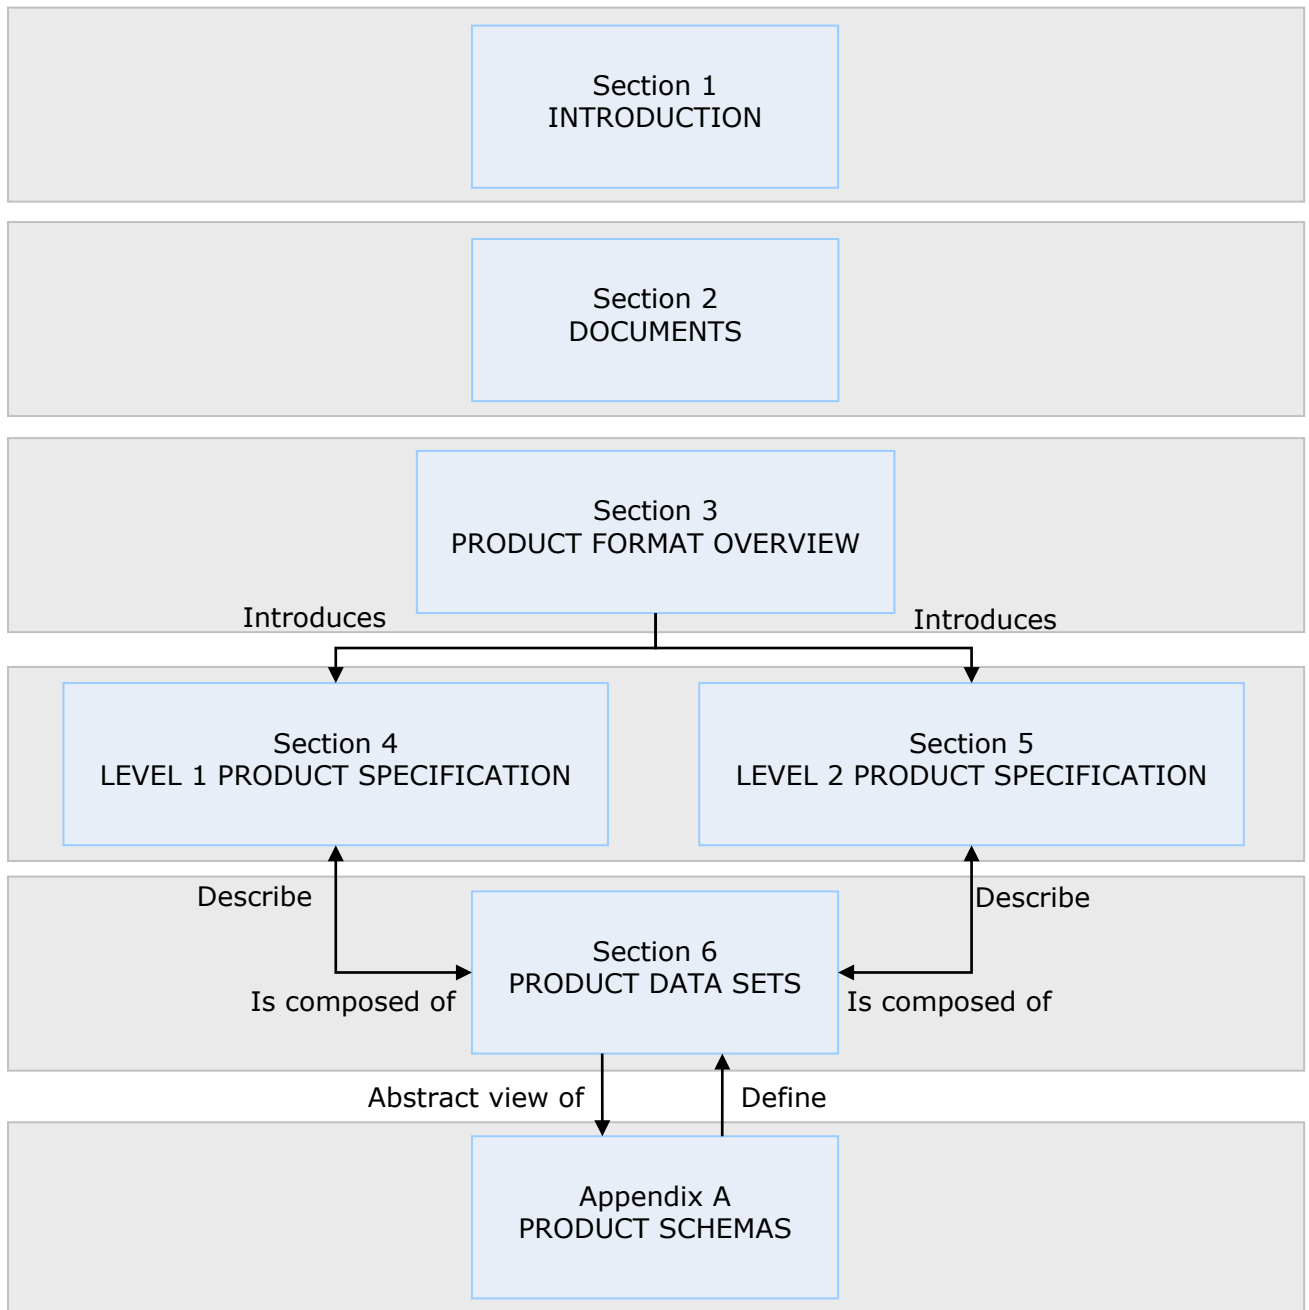 Section 1
INTRODUCTION
Section 2
DOCUMENTS
Section 3
PRODUCT FORMAT OVERVIEW
Introduces
Introduces
Section 4
LEVEL 1 PRODUCT SPECIFICATION
Section 5
LEVEL 2 PRODUCT SPECIFICATION
Describe
Describe
Section 6
PRODUCT DATA SETS
Is composed of
Is composed of
Abstract view of
Define
Appendix A
PRODUCT SCHEMAS